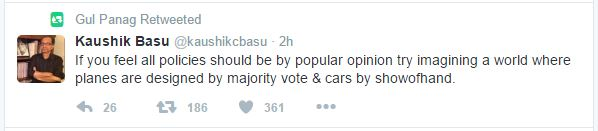 Gul Panag Retweeted
Kaushik Basu @kaushikcbasu · 2h
If you feel all policies should be by popular opinion try imagining a world where
planes are designed by majority vote & cars by showofhand.
26 186 361